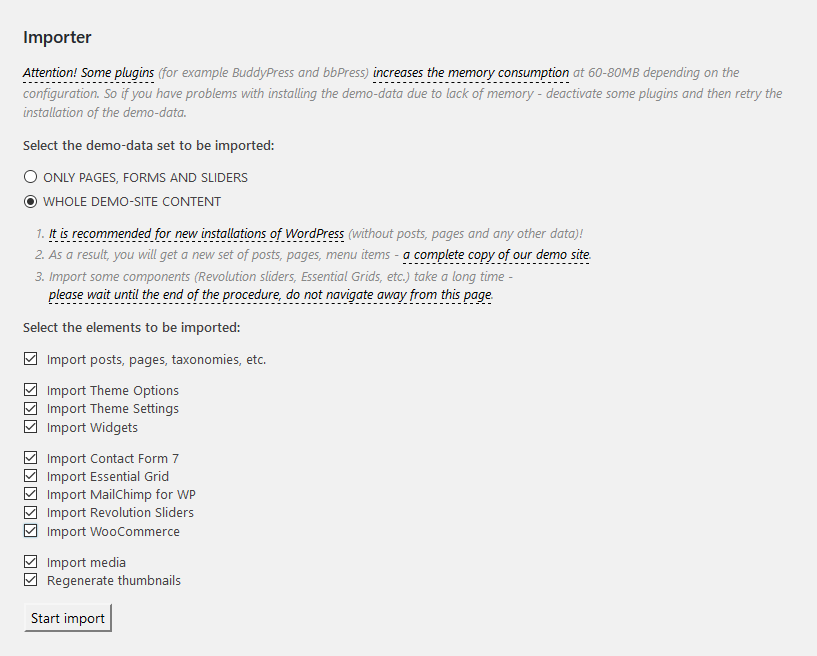 Importer
Attention! Some plugins (for example BuddyPress and bbPress) increases the memory consumption at 60-80MB depending on the
configuration. So if you have problems with installing the demo-data due to lack of memory - deactivate some plugins and then retry the
installation of the demo-data.
Select the demo-data set to be imported:
ONLY PAGES, FORMS AND SLIDERS
WHOLE DEMO-SITE CONTENT
1. It is recommended for new installations of WordPress (without posts, pages and any other data)!
2. As a result, you will get a new set of posts, pages, menu items - a complete copy of our demo site.
3. Import some components (Revolution sliders, Essential Grids, etc.) take a long time -
please wait until the end of the procedure, do not navigate away from this page.
Select the elements to be imported:
Import posts, pages, taxonomies, etc.
Import Theme Options
Import Theme Settings
Import Widgets
Import Contact Form 7
Import Essential Grid
Import MailChimp for WP
Import Revolution Sliders
Import WooCommerce
Import media
Regenerate thumbnails
Start import